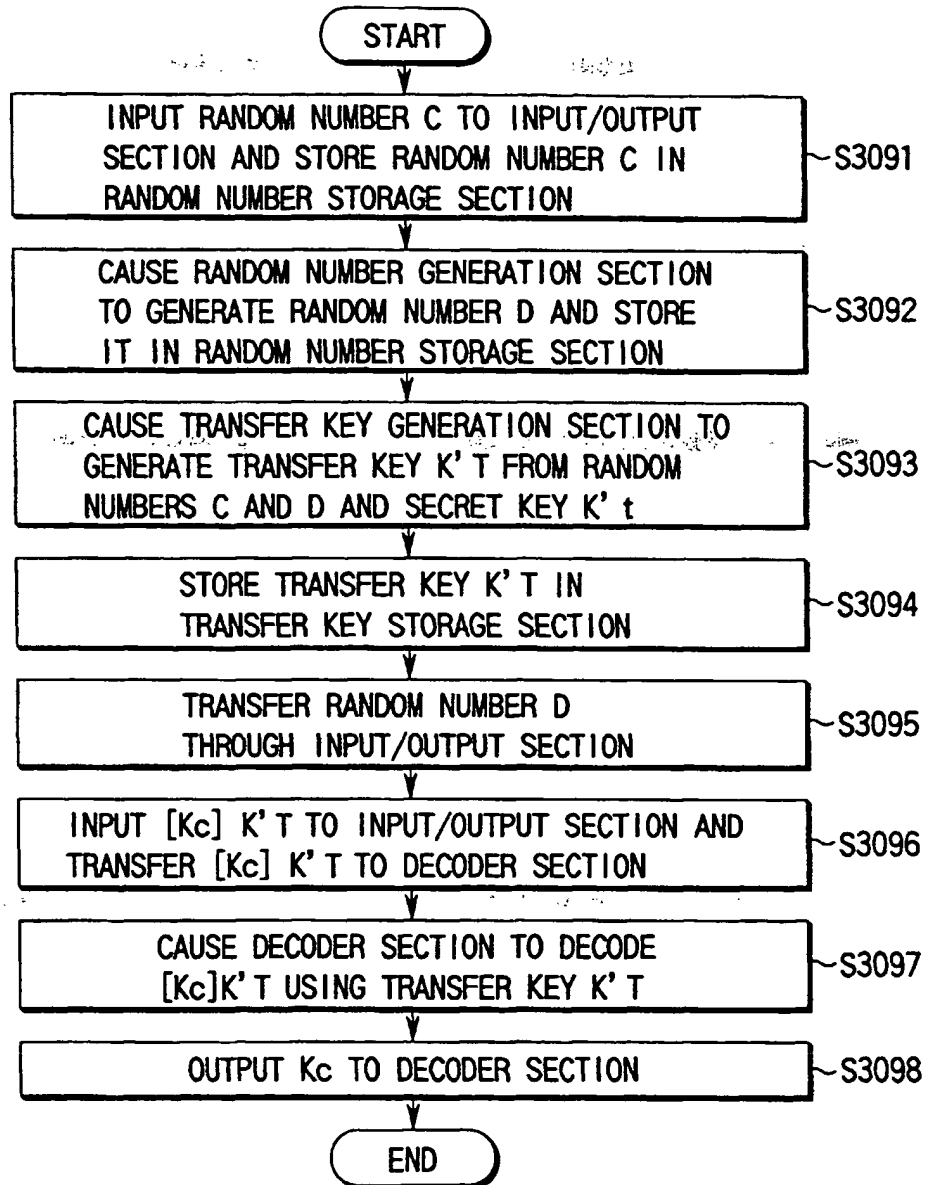 START
INPUT RANDOM NUMBER C TO INPUT/OUTPUT
SECTION AND STORE RANDOM NUMBER C IN
RANDOM NUMBER STORAGE SECTION
S3091
CAUSE RANDOM NUMBER GENERATION SECTION
TO GENERATE RANDOM NUMBER D AND STORE
IT IN RANDOM NUMBER STORAGE SECTION
S3092
CAUSE TRANSFER KEY GENERATION SECTION TO
GENERATE TRANSFER KEY K'T FROM RANDOM
NUMBERS C AND D AND SECRET KEY K't
S3093
STORE TRANSFER KEY K'T IN
TRANSFER KEY STORAGE SECTION
S3094
TRANSFER RANDOM NUMBER D
THROUGH INPUT/OUTPUT SECTION
S3095
INPUT [Kc] K'T TO INPUT/OUTPUT SECTION AND
TRANSFER [Kc] K'T TO DECODER SECTION
S3096
CAUSE DECODER SECTION TO DECODE
[Kc]K'T USING TRANSFER KEY K'T
S3097
OUTPUT Kc TO DECODER SECTION
S3098
END